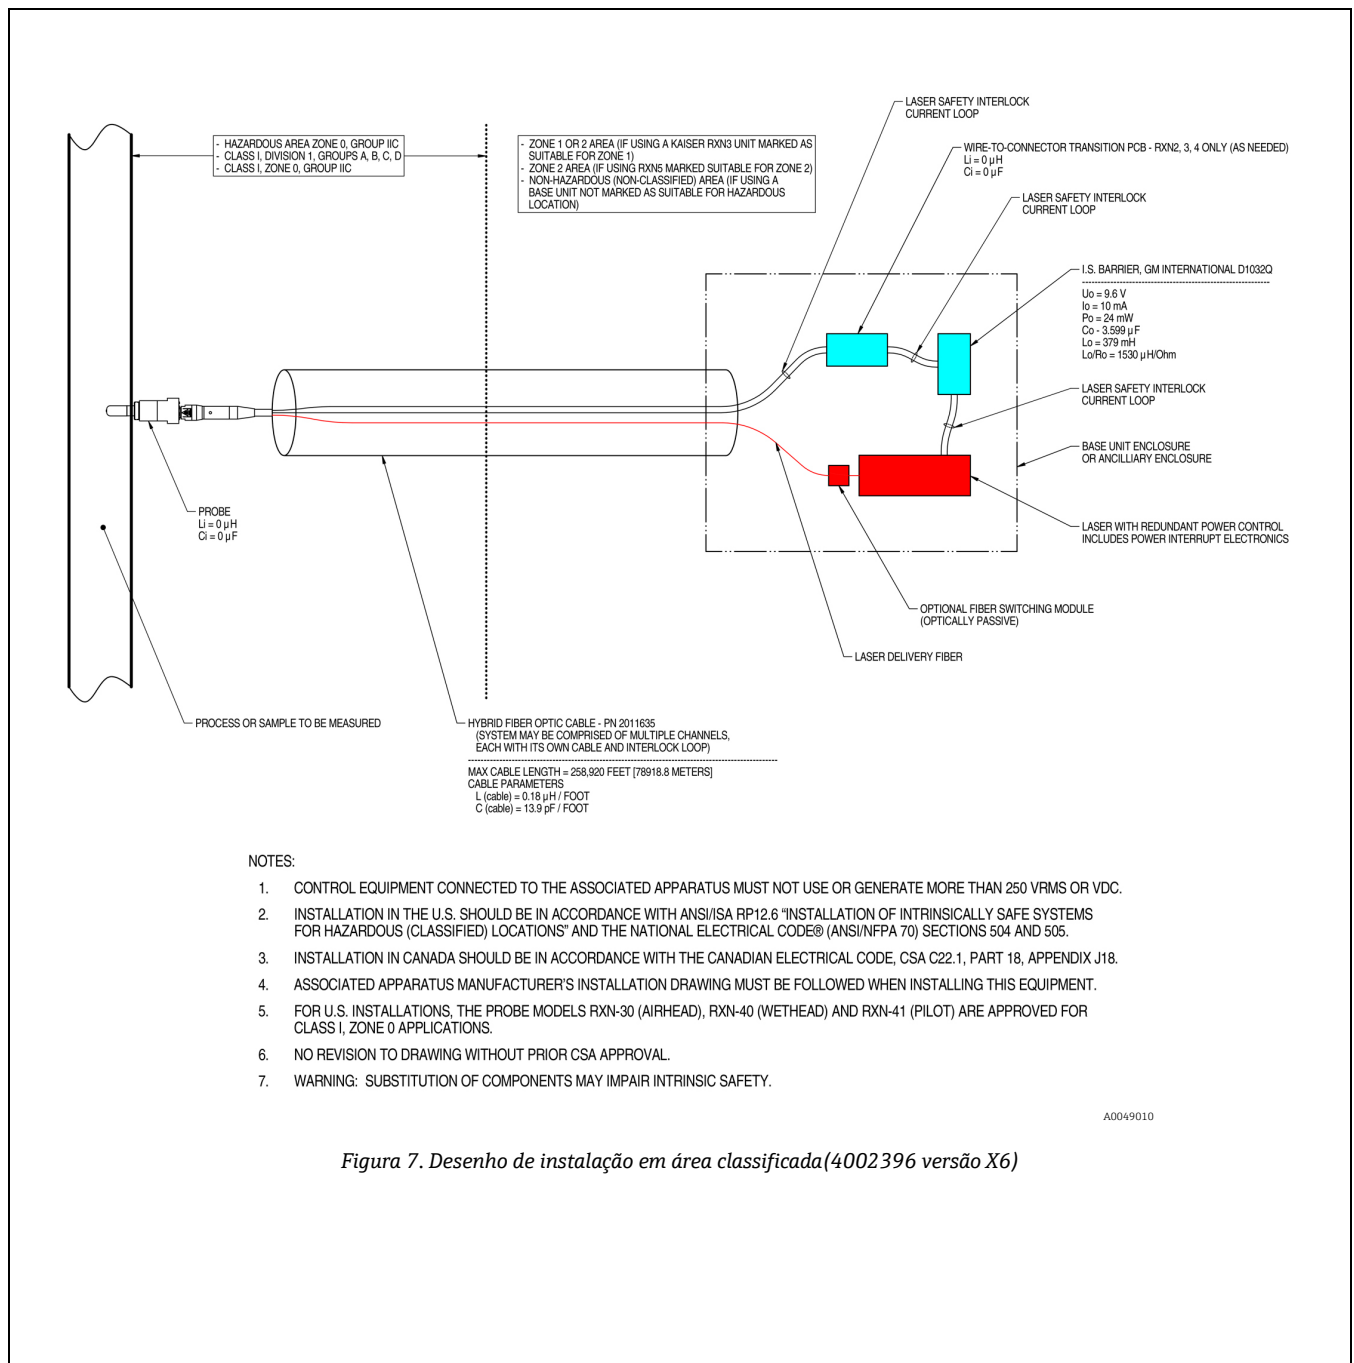 LASER SAFETY INTERLOCK
CURRENT LOOP
- HAZARDOUS AREA ZONE 0, GROUP IIC
- CLASS I, DIVISION 1, GROUPS A, B, C, D
- CLASS I, ZONE 0, GROUP IIC
- ZONE 1 OR 2 AREA (IF USING A KAISER RXN3 UNIT MARKED AS
SUITABLE FOR ZONE 1)
- ZONE 2 AREA (IF USING RXN5 MARKED SUITABLE FOR ZONE 2)
- NON-HAZARDOUS (NON-CLASSIFIED) AREA (IF USING A
BASE UNIT NOT MARKED AS SUITABLE FOR HAZARDOUS
LOCATION)
WIRE-TO-CONNECTOR TRANSITION PCB - RXN2, 3, 4 ONLY (AS NEEDED)
Li = 0 µH
Ci = 0 µF
LASER SAFETY INTERLOCK
CURRENT LOOP
I.S. BARRIER, GM INTERNATIONAL D1032Q
Uo = 9.6 V
Io = 10 mA
Po = 24 mW
Co - 3.599 µF
Lo = 379 mH
Lo/Ro = 1530 µH/Ohm
LASER SAFETY INTERLOCK
CURRENT LOOP
BASE UNIT ENCLOSURE
OR ANCILLIARY ENCLOSURE
PROBE
Li = 0 µH
Ci = 0 µF
LASER WITH REDUNDANT POWER CONTROL
INCLUDES POWER INTERRUPT ELECTRONICS
OPTIONAL FIBER SWITCHING MODULE
(OPTICALLY PASSIVE)
LASER DELIVERY FIBER
PROCESS OR SAMPLE TO BE MEASURED
HYBRID FIBER OPTIC CABLE - PN 2011635
(SYSTEM MAY BE COMPRISED OF MULTIPLE CHANNELS,
EACH WITH ITS OWN CABLE AND INTERLOCK LOOP)
MAX CABLE LENGTH = 258,920 FEET [78918.8 METERS]
CABLE PARAMETERS
L (cable) = 0.18 µH / FOOT
C (cable) = 13.9 pF / FOOT
NOTES:
1. CONTROL EQUIPMENT CONNECTED TO THE ASSOCIATED APPARATUS MUST NOT USE OR GENERATE MORE THAN 250 VRMS OR VDC.
2. INSTALLATION IN THE U.S. SHOULD BE IN ACCORDANCE WITH ANSI/ISA RP12.6 “INSTALLATION OF INTRINSICALLY SAFE SYSTEMS
FOR HAZARDOUS (CLASSIFIED) LOCATIONS” AND THE NATIONAL ELECTRICAL CODE® (ANSI/NFPA 70) SECTIONS 504 AND 505.
3. INSTALLATION IN CANADA SHOULD BE IN ACCORDANCE WITH THE CANADIAN ELECTRICAL CODE, CSA C22.1, PART 18, APPENDIX J18.
4. ASSOCIATED APPARATUS MANUFACTURER'S INSTALLATION DRAWING MUST BE FOLLOWED WHEN INSTALLING THIS EQUIPMENT.
5. FOR U.S. INSTALLATIONS, THE PROBE MODELS RXN-30 (AIRHEAD), RXN-40 (WETHEAD) AND RXN-41 (PILOT) ARE APPROVED FOR
CLASS I, ZONE 0 APPLICATIONS.
6. NO REVISION TO DRAWING WITHOUT PRIOR CSA APPROVAL.
7. WARNING: SUBSTITUTION OF COMPONENTS MAY IMPAIR INTRINSIC SAFETY.
A0049010
Figura 7. Desenho de instalação em área classificada(4002396 versão X6)